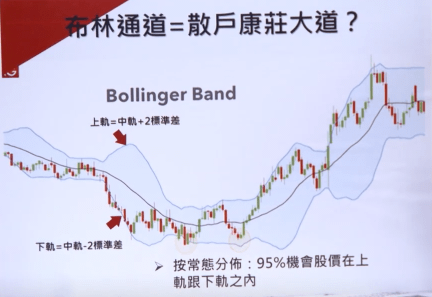 布林通道=散戶康莊大道？
Bollinger Band
上軌=中軌+2標準差
下軌=中軌-2標準差
➤ 按常態分佈：95%機會股價在上
軌跟下軌之內